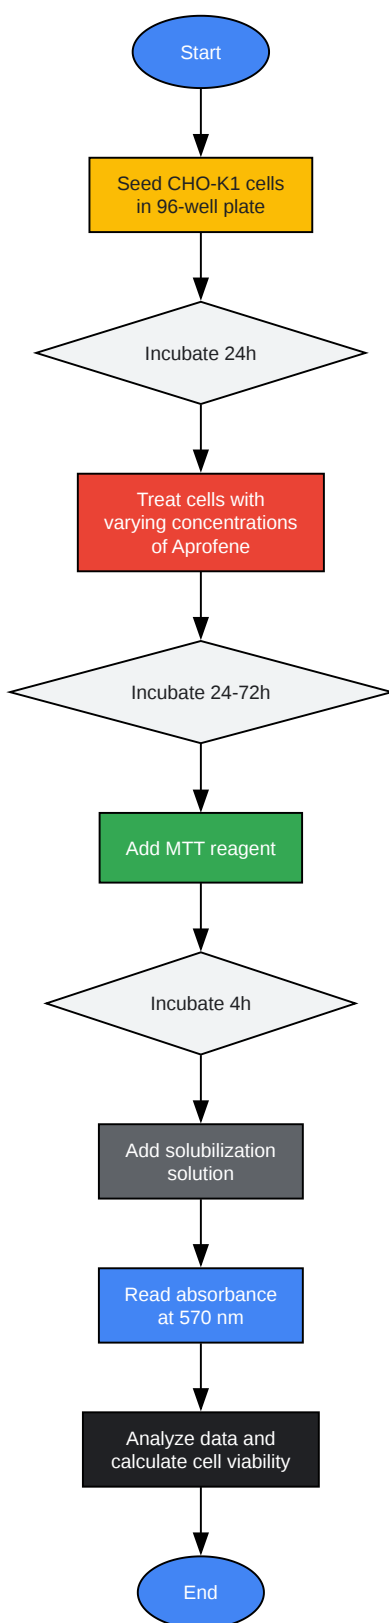 Start
Seed CHO-K1 cells
in 96-well plate
Incubate 24h
Treat cells with
varying concentrations
of Aprofene
Incubate 24-72h
Add MTT reagent
Incubate 4h
Add solubilization
solution
Read absorbance
at 570 nm
Analyze data and
calculate cell viability
End